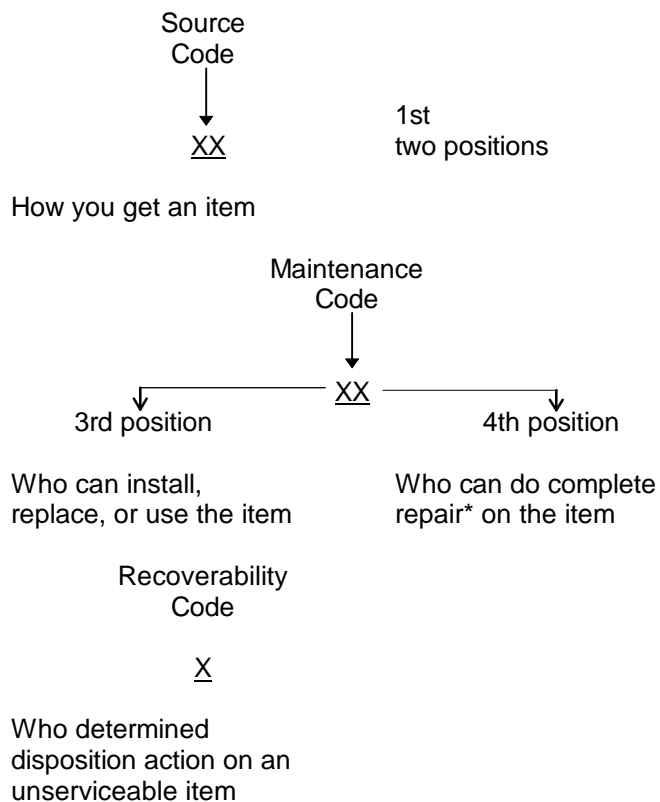 Source
Code
XX
1st
two positions
How you get an item
Maintenance
Code
XX
3rd position
4th position
Who can install,
replace, or use the item
Who can do complete
repair* on the item
Recoverability
Code
X
Who determined
disposition action on an
unserviceable item